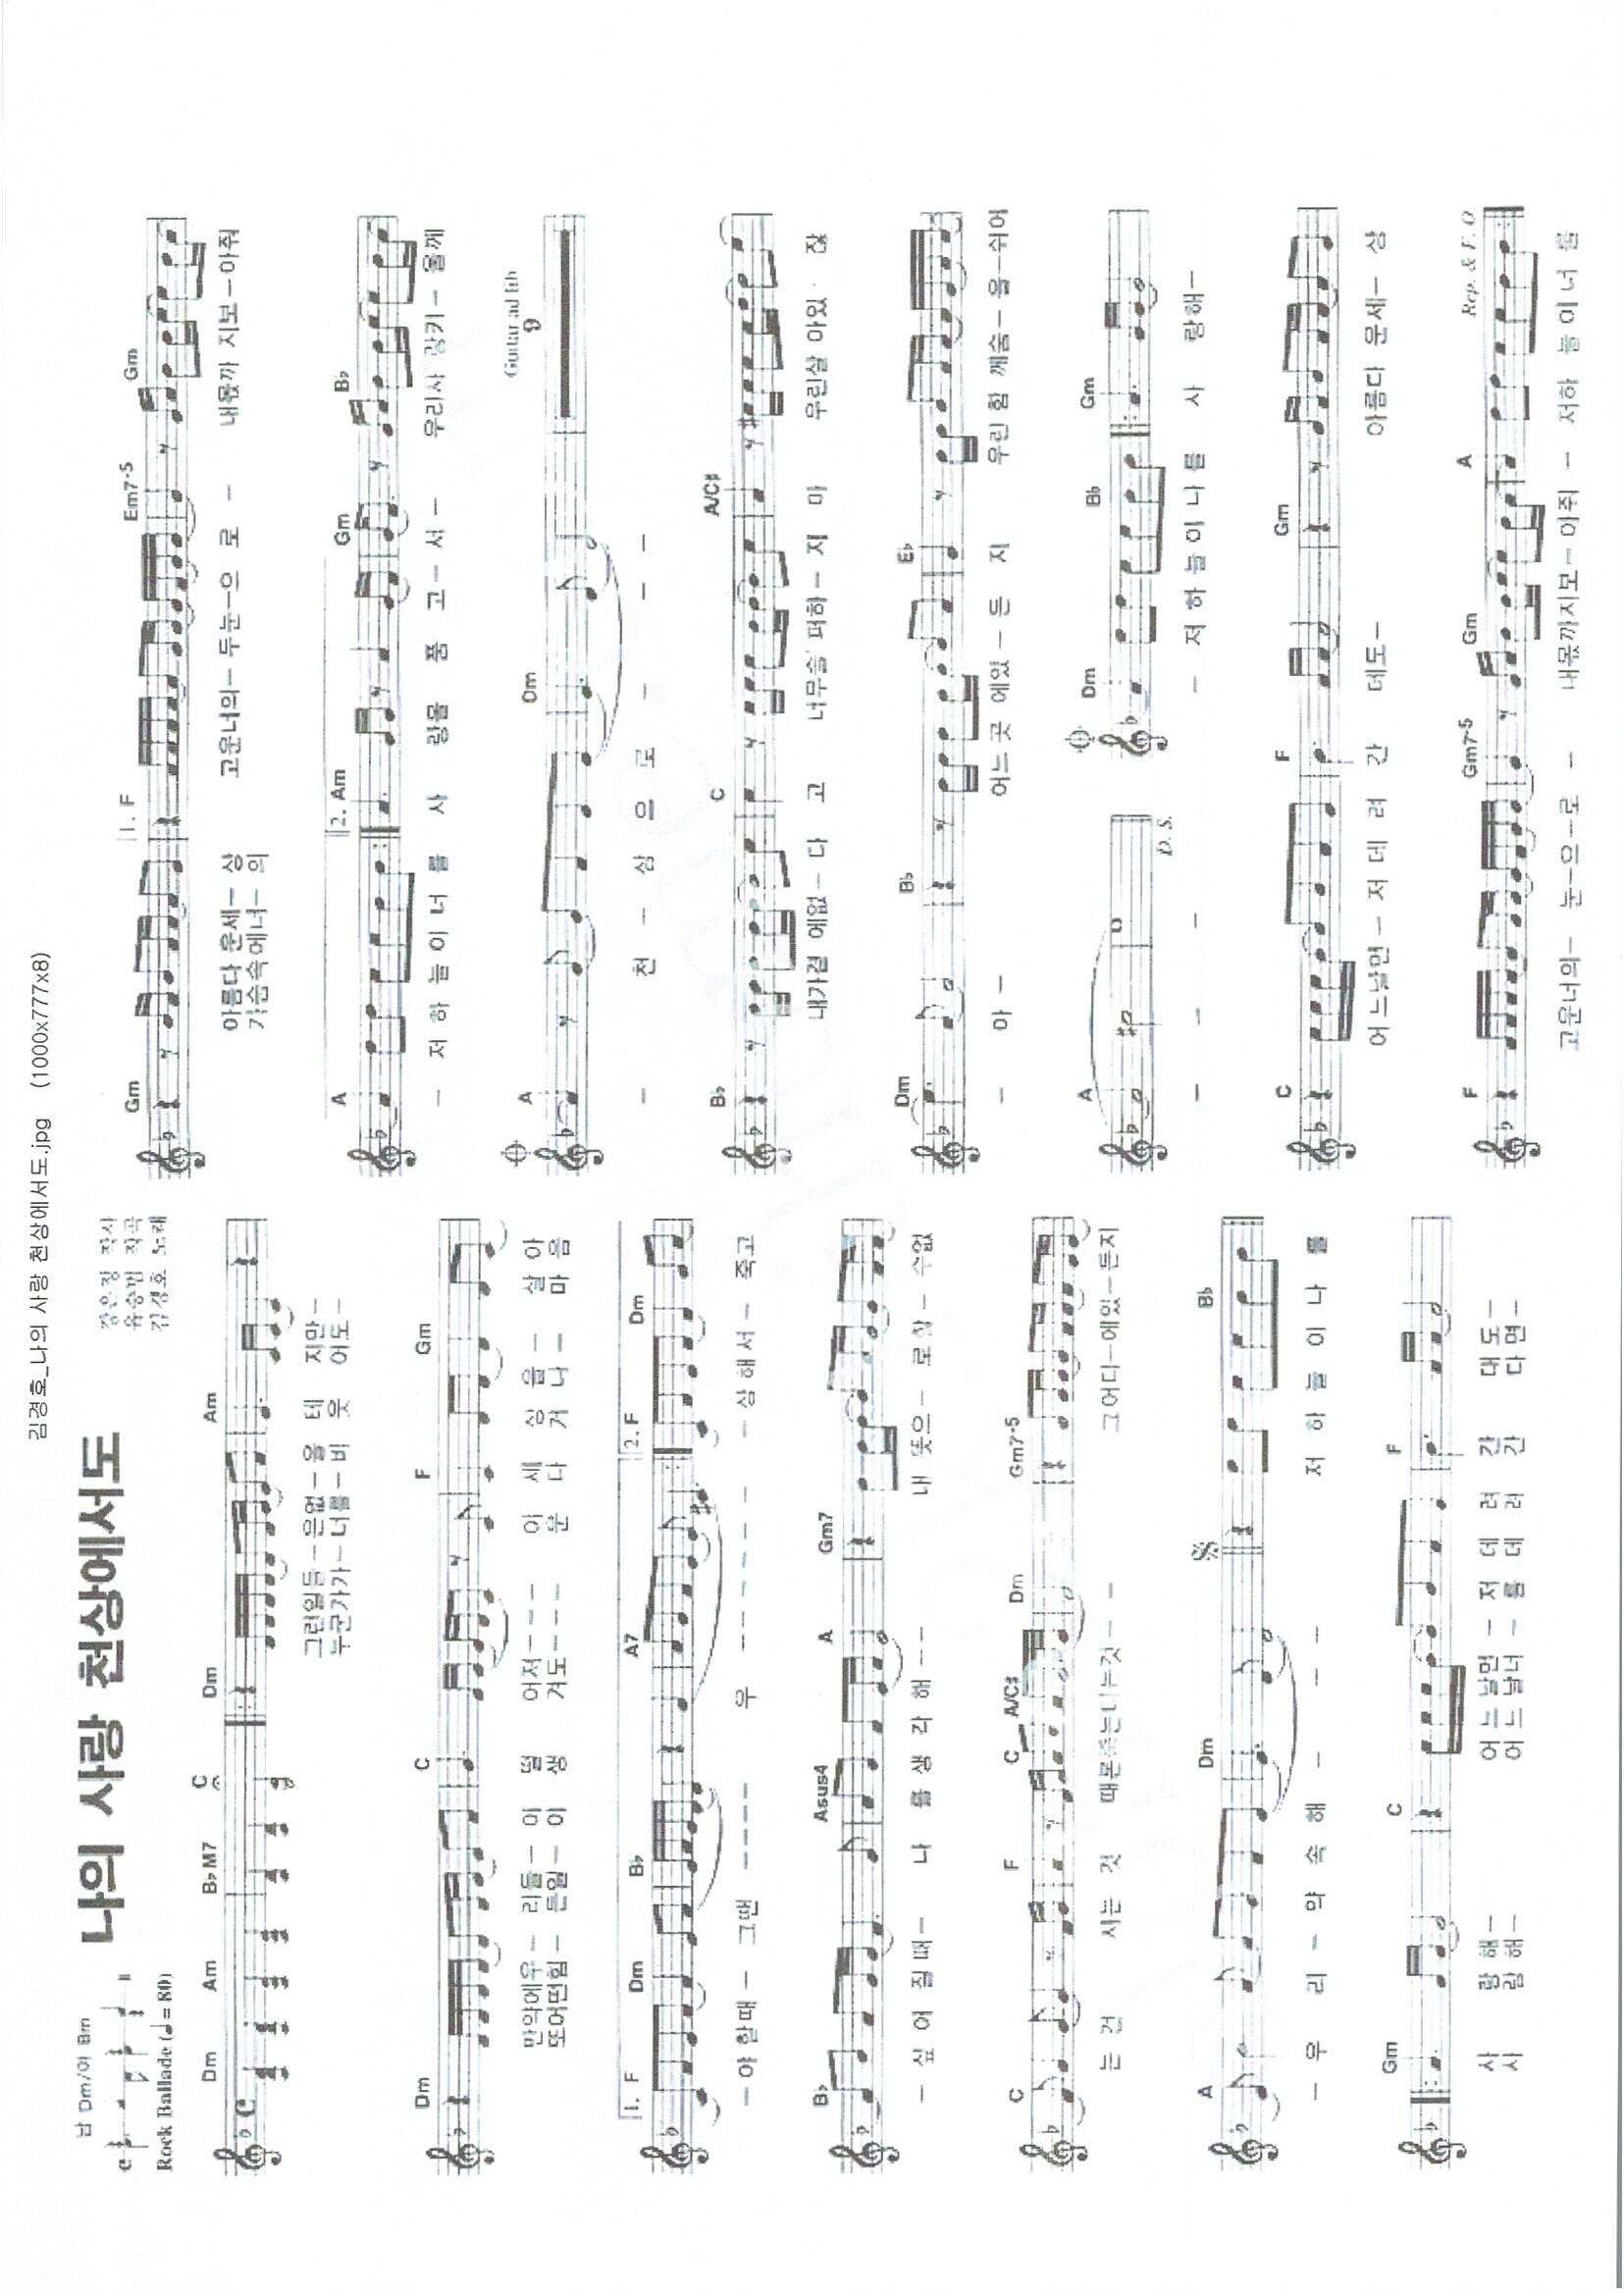 김경호_나의 사랑 천상에서도.jpg (1000x777x8)
남 Dm/여 Bm
나의 사랑 천상에서도
강은정 작사
유승범 작곡
김경호 노래
Rock Ballade (♩= 80)
Dm Am B♭M7 C Dm Am
그런일들－은없－을 테 지만－
누군가가－너를－비 웃 어도－
Dm C F Gm
만약에우－ 리들－이 떨 어져－－－ 이 세 상 을－ 살 아
또어떤힘－ 든일－이 생 겨도－－－ 운 다 거 나－ 마 음
1. F Dm B♭ A7 2. F Dm
－야 할때－ 그땐 －－－－ 우 －－－－－－ －상 해 서－ 죽고
B♭ Asus4 A Gm7
－ 싶 어 질 때－ 나 를 생 각 해－－ 내 뜻으－ 로할－ 수없
C F C A/C♯ Dm Gm7-5
는 건 사는 것 때론 －－ 그어디－에있－든지
A Dm B♭
－ 우 리 － 약 속 해 － －－ 저 하 늘 이 나 를
Gm C F
사 랑 해－ 어 느 날먼 － 저 데 려 간 대 도－
사 랑 해－ 어 느 날너 － 를 데 려 간 다 면－
Gm 1. F Em7-5 Gm
아름다 운세－ 상 고운너의－ 두눈－으 로 － 내몫까 지보－아줘
가슴속에너－ 의
A 2. Am Gm B♭
－ 저 하 늘 이 너 를 사 랑을 품 고－ 서－ 우리사 랑키－ 울께
A Dm Guitar ad lib
9
－ 천 － 상 으 로 － －－
B♭ C A/C♯
내가곁 에없－ 다 고 너무슬 퍼하－ 지 마 우린살 아있 잖
Dm B♭ E♭
－ 아－ 어느 곳 에있－ 든 지 우린 함 께숨－ 을－쉬어
A Dm B♭ Gm
D. S.
－ － － － 저 하 늘 이 나 를 사 랑해－
C F Gm
어 느날먼－ 저 데 려 간 데도－ 아름다 운세－ 상
F Gm7-5 Gm A Rep. & F. O
고운너의－ 눈－으－로 － 내몫까지보－이줘 － 저하 늘 이 너 를